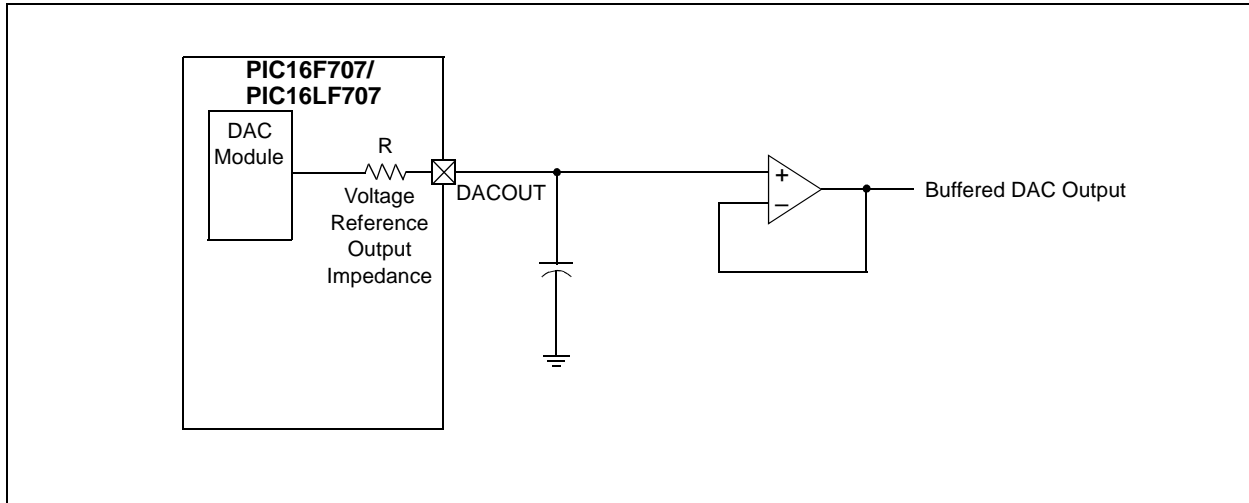 PIC16F707/
PIC16LF707
DAC
Module
R
Voltage
Reference
Output
Impedance
DACOUT
+
–
Buffered DAC Output